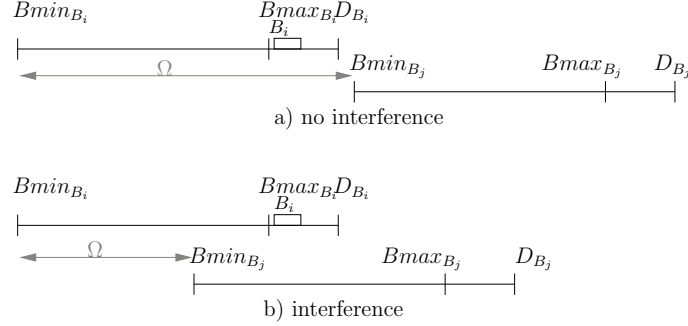 Bmin_{B_i} Bmax_{B_i} D_{B_i}
B_i
Ω
Bmin_{B_j} Bmax_{B_j} D_{B_j}
a) no interference
Bmin_{B_i} Bmax_{B_i} D_{B_i}
B_i
Ω
Bmin_{B_j} Bmax_{B_j} D_{B_j}
b) interference